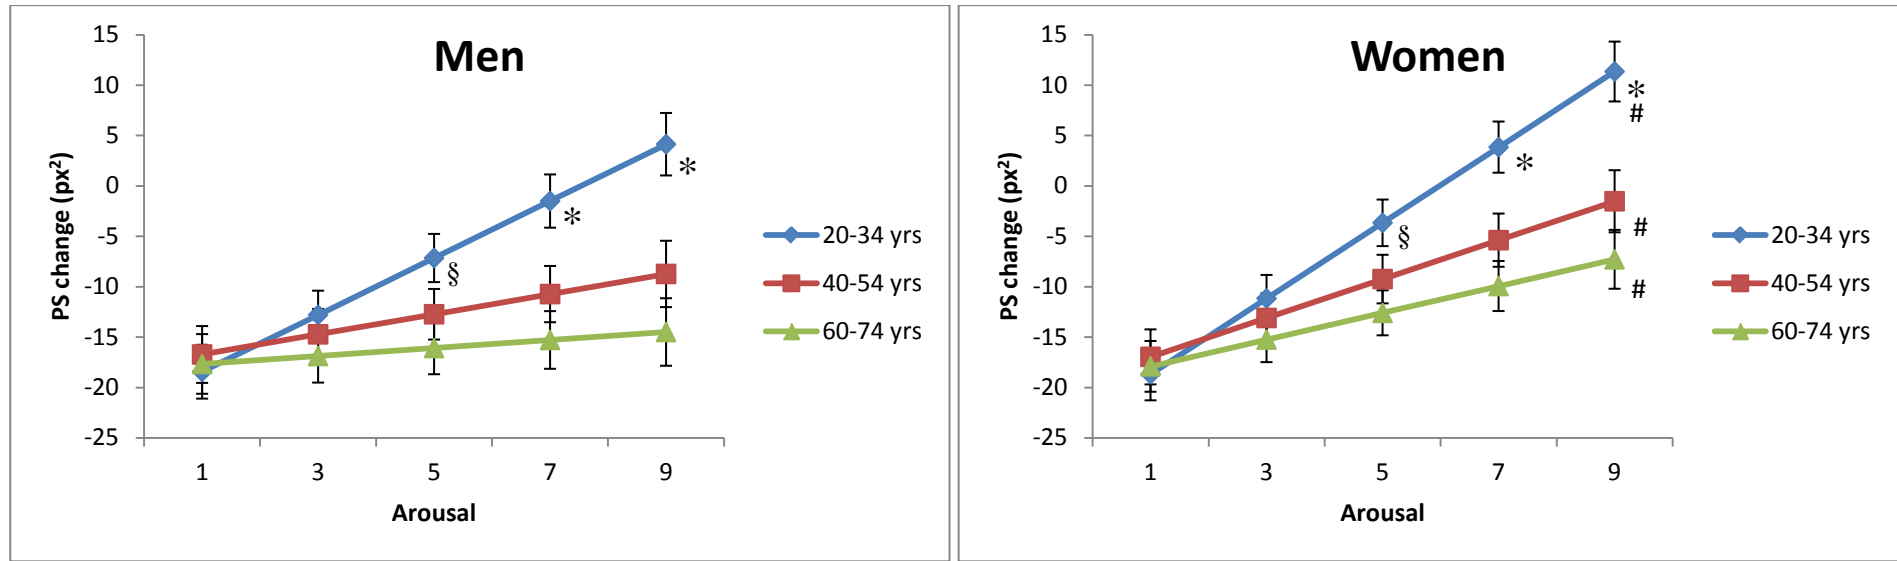 Men
PS change (px²)
15
10
5
0
-5
-10
-15
-20
-25
1 3 5 7 9
Arousal
§
*
*
20-34 yrs
40-54 yrs
60-74 yrs
Women
PS change (px²)
15
10
5
0
-5
-10
-15
-20
-25
1 3 5 7 9
Arousal
§
*
*
#
#
#
20-34 yrs
40-54 yrs
60-74 yrs